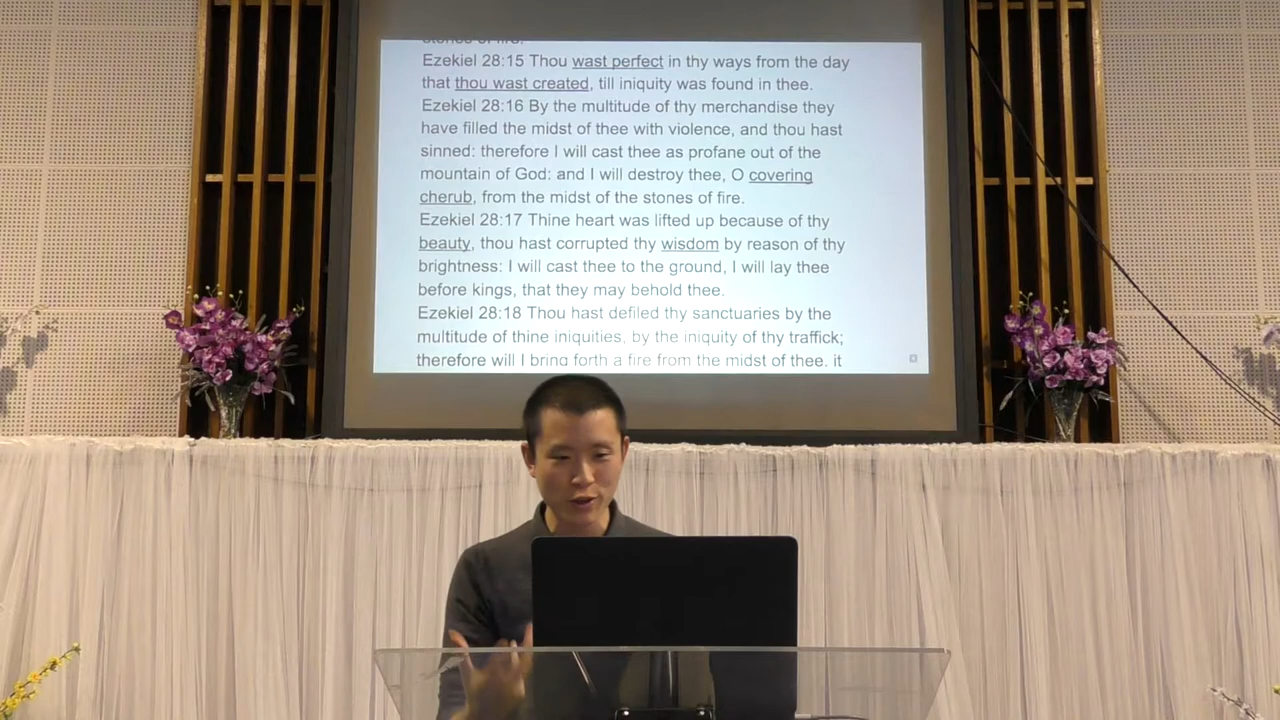 stones of fire.
Ezekiel 28:15 Thou wast perfect in thy ways from the day
that thou wast created, till iniquity was found in thee.
Ezekiel 28:16 By the multitude of thy merchandise they
have filled the midst of thee with violence, and thou hast
sinned: therefore I will cast thee as profane out of the
mountain of God: and I will destroy thee, O covering
cherub, from the midst of the stones of fire.
Ezekiel 28:17 Thine heart was lifted up because of thy
beauty, thou hast corrupted thy wisdom by reason of thy
brightness: I will cast thee to the ground, I will lay thee
before kings, that they may behold thee.
Ezekiel 28:18 Thou hast defiled thy sanctuaries by the
multitude of thine iniquities, by the iniquity of thy traffick;
therefore will I bring forth a fire from the midst of thee, it